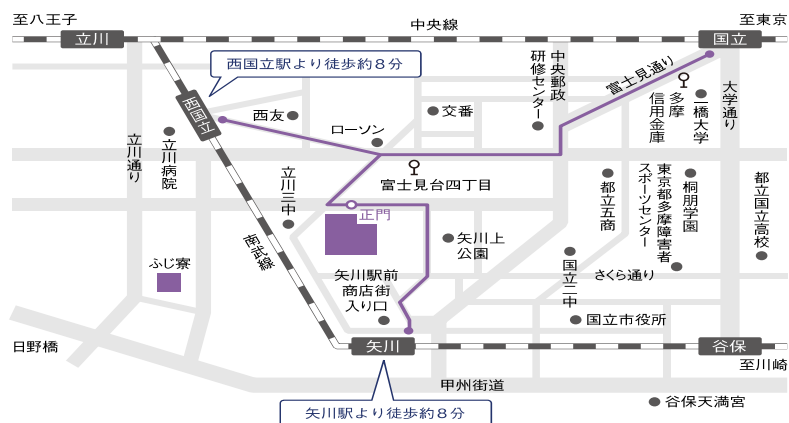 至八王子
中央線
至東京
立川
国立
西国立駅より徒歩約8分
富士見通り
中央郵政
研修センター
西国立
西友
交番
ローソン
多摩
信用金庫
一橋大学
大学通り
立川通り
立川病院
富士見台四丁目
立川三中
正門
都立五商
東京都多摩障害者
スポーツセンター
桐朋学園
都立国立高校
南武線
矢川上
公園
ふじ寮
矢川駅前
商店街
入り口
国立二中
さくら通り
国立市役所
日野橋
矢川
谷保
至川崎
甲州街道
谷保天満宮
矢川駅より徒歩約8分